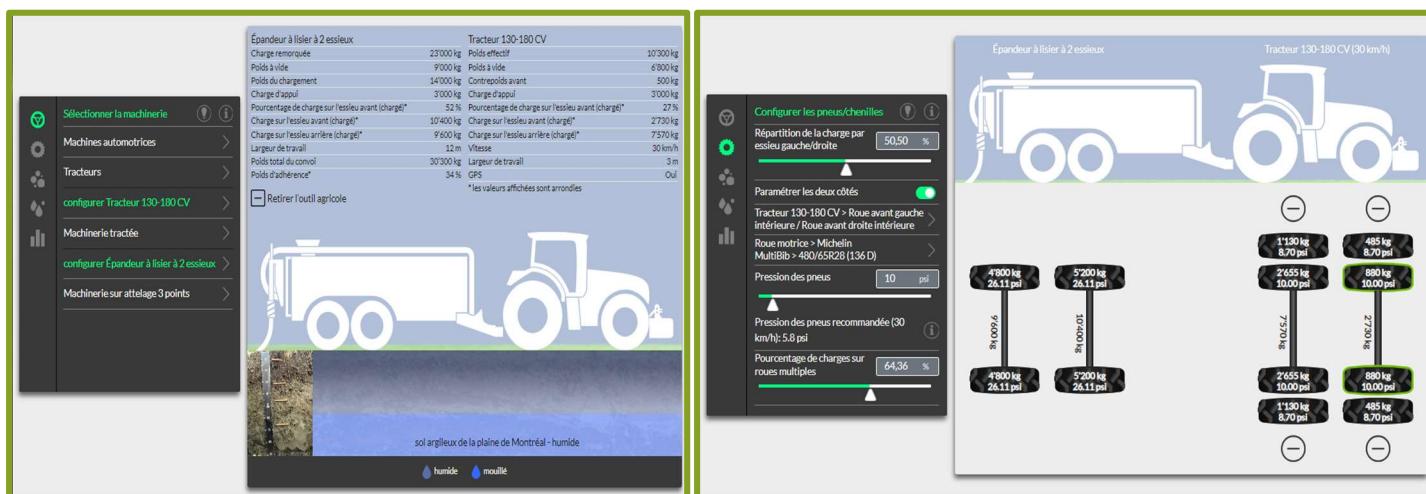 Sélectionner la machinerie
Machines automotrices
Tracteurs
configurer Tracteur 130-180 CV
Machinerie tractée
configurer Épandeur à lisier à 2 essieux
Machinerie sur attelage 3 points
Épandeur à lisier à 2 essieux Tracteur 130-180 CV
Charge remorquée 23'000 kg Poids effectif 10'300 kg
Poids à vide 9'000 kg Poids à vide 6'800 kg
Poids du chargement 14'000 kg Contrepoids avant 500 kg
Charge d'appui 3'000 kg Charge d'appui 3'000 kg
Pourcentage de charge sur l'essieu avant (chargé)* 52 % Pourcentage de charge sur l'essieu avant (chargé)* 27 %
Charge sur l'essieu avant (chargé)* 10'400 kg Charge sur l'essieu avant (chargé)* 2'730 kg
Charge sur l'essieu arrière (chargé)* 9'600 kg Charge sur l'essieu arrière (chargé)* 7'570 kg
Largeur de travail 12 m Vitesse 30 km/h
Poids total du convoi 30'300 kg Largeur de travail 3 m
Poids d'adhérence* 34 % GPS Oui
* les valeurs affichées sont arrondies
Retirer l'outil agricole
sol argileux de la plaine de Montréal - humide
humide mouillé
Configurer les pneus/chenilles
Répartition de la charge par
essieu gauche/droite 50,50 %
Paramétrer les deux côtés
Tracteur 130-180 CV > Roue avant gauche
intérieure / Roue avant droite intérieure
Roue motrice > Michelin
MultiBib > 480/65R28 (136 D)
Pression des pneus 10 psi
Pression des pneus recommandée (30
km/h): 5.8 psi
Pourcentage de charges sur
roues multiples 64,36 %
Épandeur à lisier à 2 essieux Tracteur 130-180 CV (30 km/h)
1'130 kg 485 kg
8.70 psi 8.70 psi
4'800 kg 5'200 kg 2'655 kg 880 kg
26.11 psi 26.11 psi 10.00 psi 10.00 psi
9'600 kg 10'400 kg 7'570 kg 2'730 kg
4'800 kg 5'200 kg 2'655 kg 880 kg
26.11 psi 26.11 psi 10.00 psi 10.00 psi
1'130 kg 485 kg
8.70 psi 8.70 psi